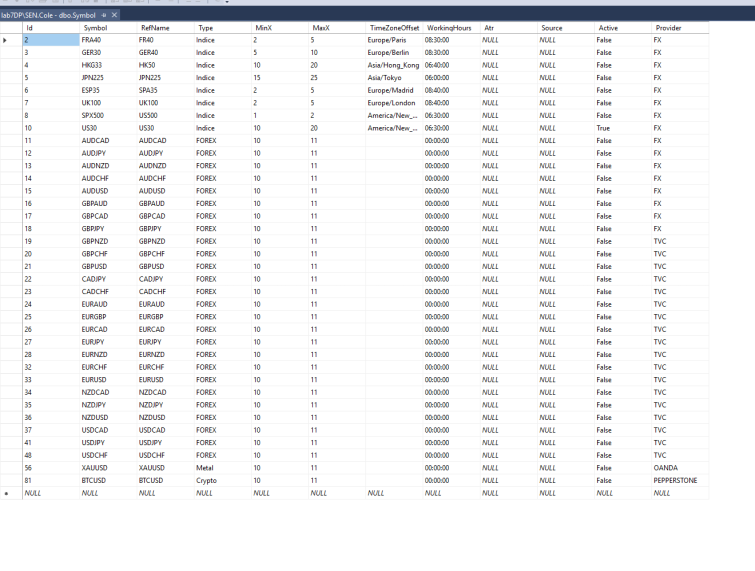 lab7DP\SEN.Cole - dbo.Symbol
Id Symbol RefName Type MinX MaxX TimeZoneOffset WorkingHours Atr Source Active Provider
2 FRA40 FR40 Indice 2 5 Europe/Paris 08:30:00 NULL NULL False FX
3 GER30 GER40 Indice 5 10 Europe/Berlin 08:30:00 NULL NULL False FX
4 HKG33 HK50 Indice 10 20 Asia/Hong_Kong 06:40:00 NULL NULL False FX
5 JPN225 JPN225 Indice 15 25 Asia/Tokyo 06:00:00 NULL NULL False FX
6 ESP35 SPA35 Indice 2 5 Europe/Madrid 08:40:00 NULL NULL False FX
7 UK100 UK100 Indice 2 5 Europe/London 08:40:00 NULL NULL False FX
8 SPX500 US500 Indice 1 2 America/New_... 06:30:00 NULL NULL False FX
10 US30 US30 Indice 10 20 America/New_... 06:30:00 NULL NULL True FX
11 AUDCAD AUDCAD FOREX 10 11 00:00:00 NULL NULL False FX
12 AUDJPY AUDJPY FOREX 10 11 00:00:00 NULL NULL False FX
13 AUDNZD AUDNZD FOREX 10 11 00:00:00 NULL NULL False FX
14 AUDCHF AUDCHF FOREX 10 11 00:00:00 NULL NULL False FX
15 AUDUSD AUDUSD FOREX 10 11 00:00:00 NULL NULL False FX
16 GBPAUD GBPAUD FOREX 10 11 00:00:00 NULL NULL False FX
17 GBPCAD GBPCAD FOREX 10 11 00:00:00 NULL NULL False FX
18 GBPJPY GBPJPY FOREX 10 11 00:00:00 NULL NULL False FX
19 GBPNZD GBPNZD FOREX 10 11 00:00:00 NULL NULL False TVC
20 GBPCHF GBPCHF FOREX 10 11 00:00:00 NULL NULL False TVC
21 GBPUSD GBPUSD FOREX 10 11 00:00:00 NULL NULL False TVC
22 CADJPY CADJPY FOREX 10 11 00:00:00 NULL NULL False TVC
23 CADCHF CADCHF FOREX 10 11 00:00:00 NULL NULL False TVC
24 EURAUD EURAUD FOREX 10 11 00:00:00 NULL NULL False TVC
25 EURGBP EURGBP FOREX 10 11 00:00:00 NULL NULL False TVC
26 EURCAD EURCAD FOREX 10 11 00:00:00 NULL NULL False TVC
27 EURJPY EURJPY FOREX 10 11 00:00:00 NULL NULL False TVC
28 EURNZD EURNZD FOREX 10 11 00:00:00 NULL NULL False TVC
32 EURCHF EURCHF FOREX 10 11 00:00:00 NULL NULL False TVC
33 EURUSD EURUSD FOREX 10 11 00:00:00 NULL NULL False TVC
34 NZDCAD NZDCAD FOREX 10 11 00:00:00 NULL NULL False TVC
35 NZDJPY NZDJPY FOREX 10 11 00:00:00 NULL NULL False TVC
36 NZDUSD NZDUSD FOREX 10 11 00:00:00 NULL NULL False TVC
37 USDCAD USDCAD FOREX 10 11 00:00:00 NULL NULL False TVC
41 USDJPY USDJPY FOREX 10 11 00:00:00 NULL NULL False TVC
48 USDCHF USDCHF FOREX 10 11 00:00:00 NULL NULL False TVC
56 XAUUSD XAUUSD Metal 10 11 00:00:00 NULL NULL False OANDA
81 BTCUSD BTCUSD Crypto 10 11 00:00:00 NULL NULL False PEPPERSTONE
NULL NULL NULL NULL NULL NULL NULL NULL NULL NULL NULL NULL